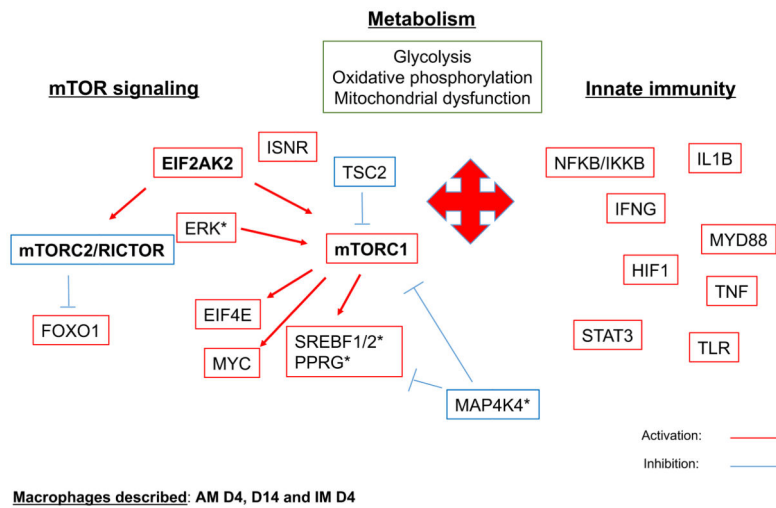 Metabolism
Glycolysis
Oxidative phosphorylation
Mitochondrial dysfunction
mTOR signaling
Innate immunity
ISNR
EIF2AK2
TSC2
NFKB/IKKB
IL1B
IFNG
ERK*
mTORC2/RICTOR
mTORC1
MYD88
HIF1
TNF
EIF4E
FOXO1
SREBF1/2*
PPRG*
MYC
STAT3
TLR
MAP4K4*
Activation:
Inhibition:
Macrophages described: AM D4, D14 and IM D4